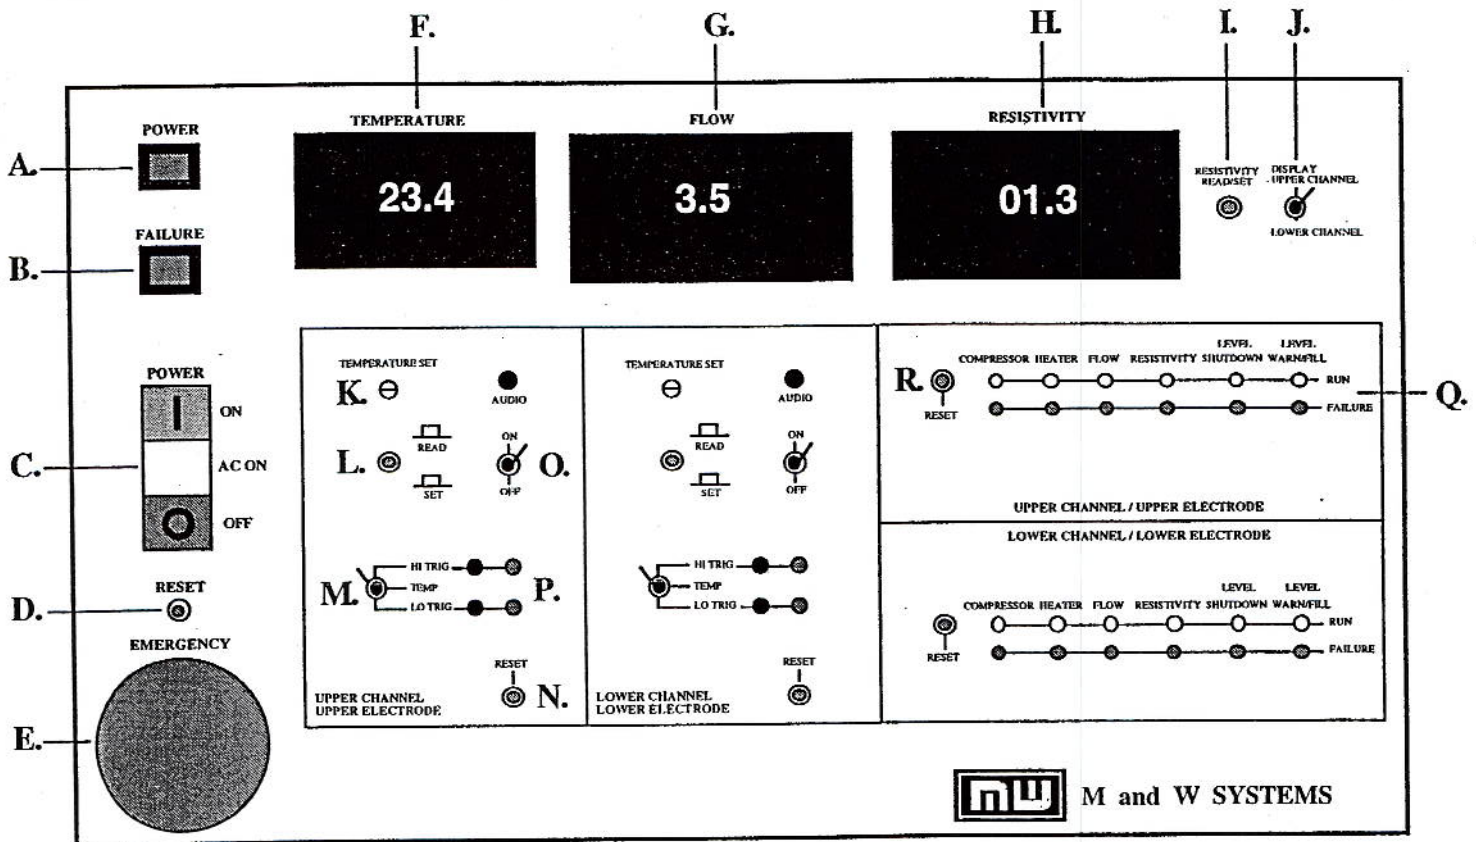 F. G. H. I. J.
POWER
TEMPERATURE
FLOW
RESISTIVITY
A.
23.4
3.5
01.3
RESISTIVITY
READ/SET
DISPLAY
UPPER CHANNEL
LOWER CHANNEL
FAILURE
B.
POWER
ON
C.
AC ON
OFF
RESET
D.
EMERGENCY
E.
TEMPERATURE SET
K.
AUDIO
READ
L.
SET
ON
O.
OFF
M.
HI TRIG
TEMP
P.
LO TRIG
RESET
N.
UPPER CHANNEL
UPPER ELECTRODE
TEMPERATURE SET
AUDIO
READ
SET
ON
OFF
HI TRIG
TEMP
LO TRIG
RESET
LOWER CHANNEL
LOWER ELECTRODE
LEVEL LEVEL
COMPRESSOR HEATER FLOW RESISTIVITY SHUTDOWN WARN/FILL
R.
RUN
Q.
RESET
FAILURE
UPPER CHANNEL / UPPER ELECTRODE
LOWER CHANNEL / LOWER ELECTRODE
LEVEL LEVEL
COMPRESSOR HEATER FLOW RESISTIVITY SHUTDOWN WARN/FILL
RUN
RESET
FAILURE
M and W SYSTEMS